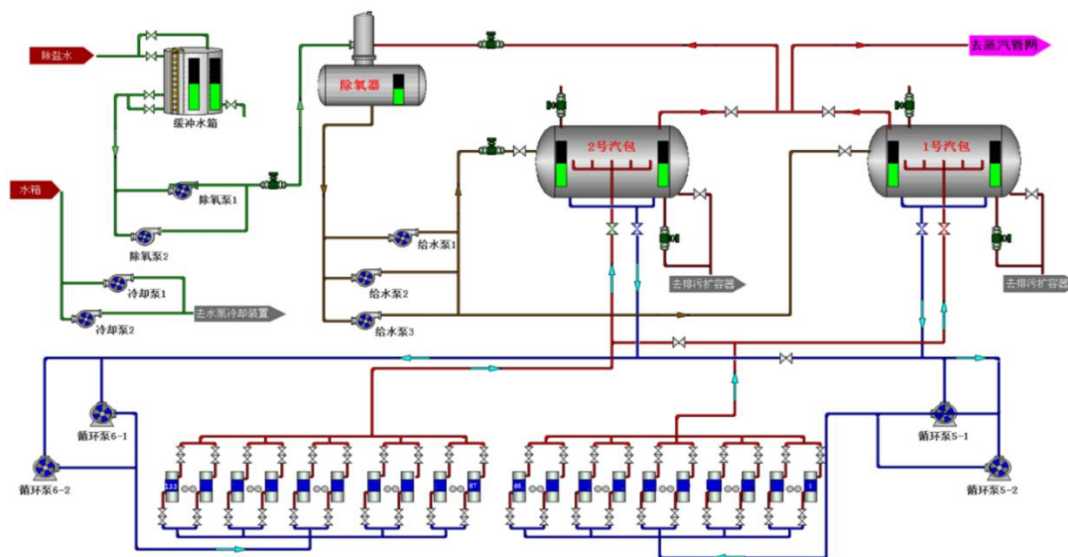 除盐水
缓冲水箱
除氧器
去蒸汽管网
2号汽包
1号汽包
水箱
除氧泵1
除氧泵2
给水泵1
给水泵2
给水泵3
冷却泵1
冷却泵2
去水泵冷却装置
去排污扩容器
去排污扩容器
循环泵6-1
循环泵6-2
循环泵5-1
循环泵5-2
132
67
66
1